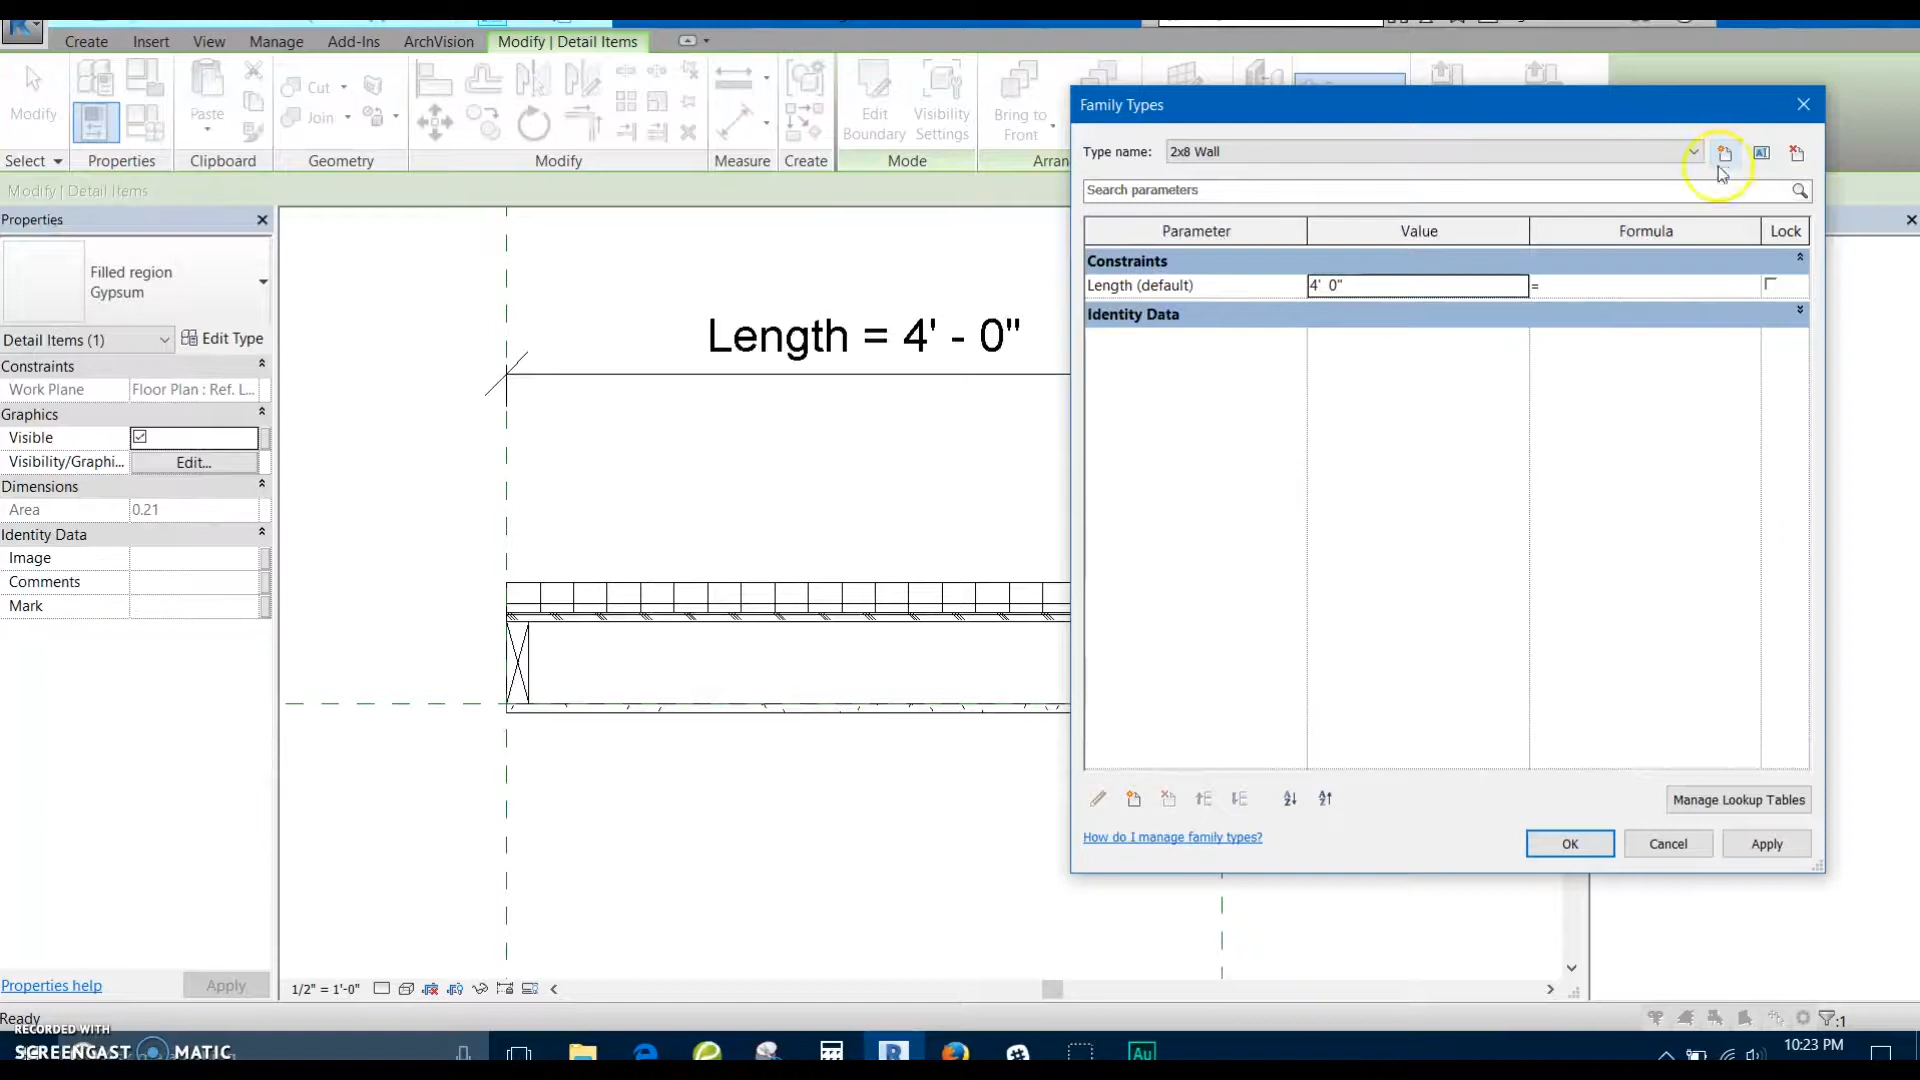 Create Insert View Manage Add-Ins ArchVision Modify | Detail Items
Modify Paste Cut Join Edit Boundary Visibility Settings Bring to Front
Select Properties Clipboard Geometry Modify Measure Create Mode Arran
Modify | Detail Items
Properties
Filled region
Gypsum
Detail Items (1) Edit Type
Constraints
Work Plane Floor Plan : Ref. L...
Graphics
Visible
Visibility/Graphi... Edit...
Dimensions
Area 0.21
Identity Data
Image
Comments
Mark
Properties help Apply
Length = 4' - 0"
Family Types
Type name: 2x8 Wall
Search parameters
Parameter Value Formula Lock
Constraints
Length (default) 4' 0" =
Identity Data
Manage Lookup Tables
How do I manage family types?
OK Cancel Apply
1/2" = 1'-0"
Ready
:1
RECORDED WITH
SCREENCAST MATIC
Au
10:23 PM